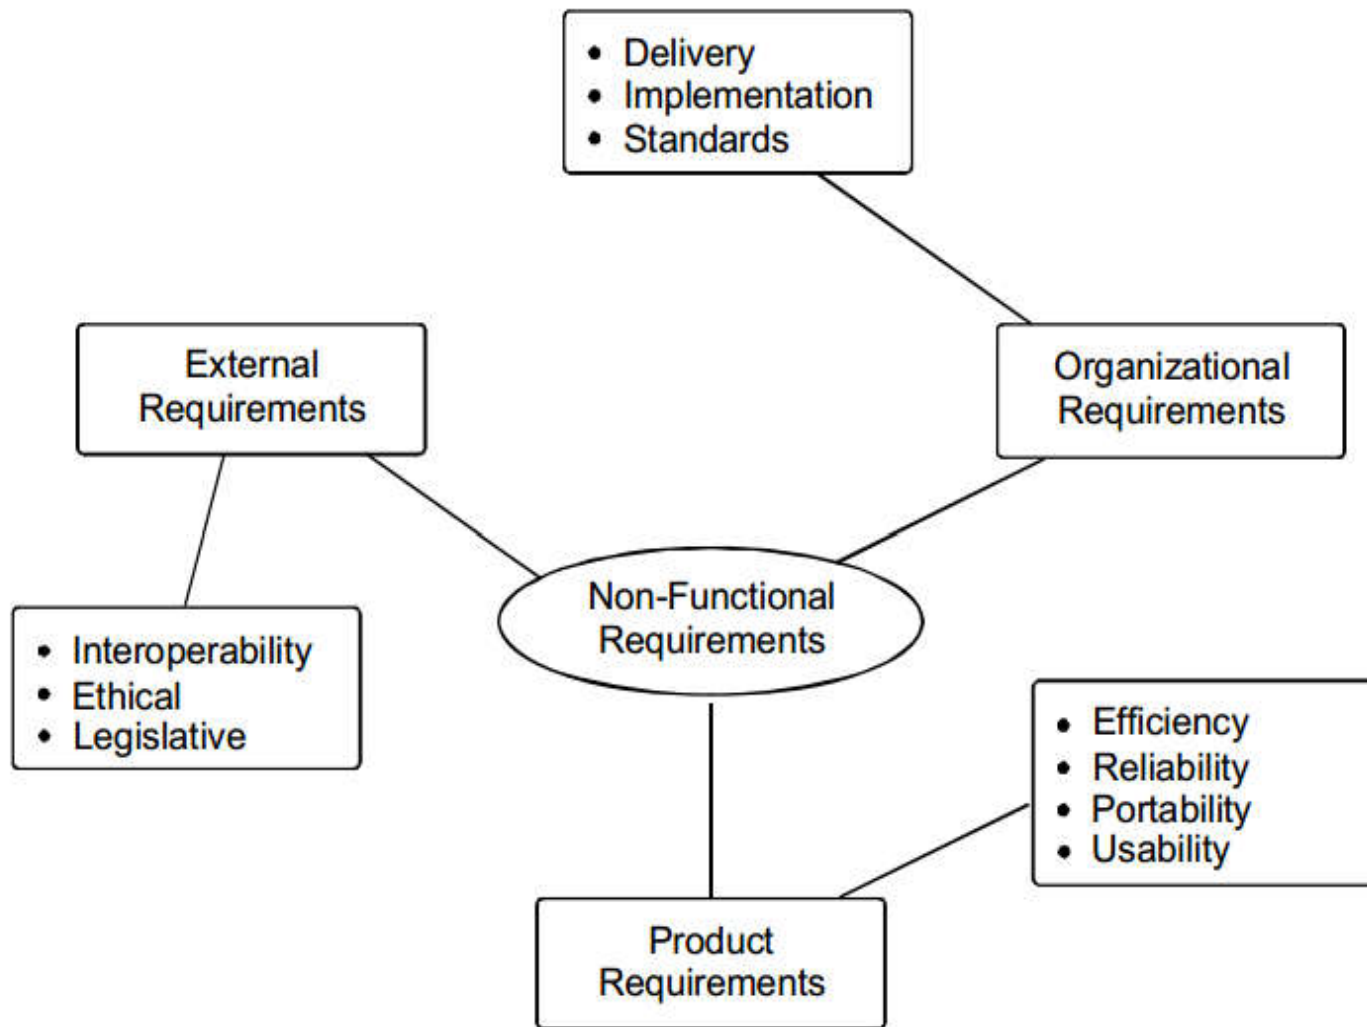 • Delivery
• Implementation
• Standards
External
Requirements
Organizational
Requirements
Non-Functional
Requirements
• Interoperability
• Ethical
• Legislative
• Efficiency
• Reliability
• Portability
• Usability
Product
Requirements